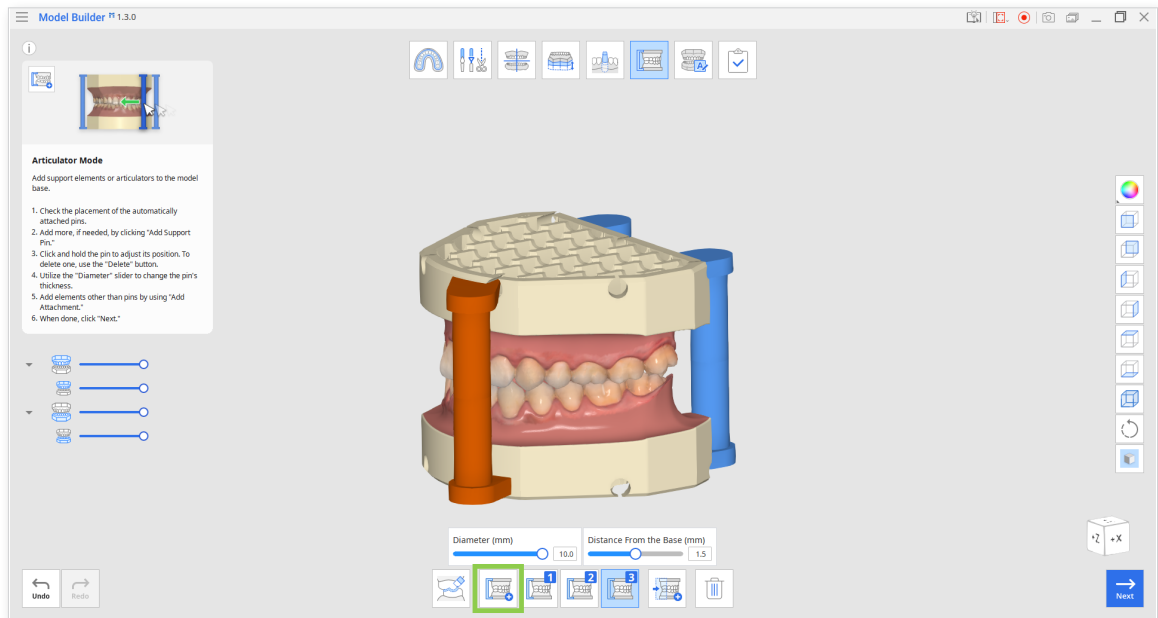 Model Builder 1.3.0
Articulator Mode
Add support elements or articulators to the model
base.
1. Check the placement of the automatically
attached pins.
2. Add more, if needed, by clicking "Add Support
Pin."
3. Click and hold the pin to adjust its position. To
delete one, use the "Delete" button.
4. Utilize the "Diameter" slider to change the pin's
thickness.
5. Add elements other than pins by using "Add
Attachment."
6. When done, click "Next."
Diameter (mm)
10.0
Distance From the Base (mm)
1.5
1
2
3
Undo
Redo
Next
+X